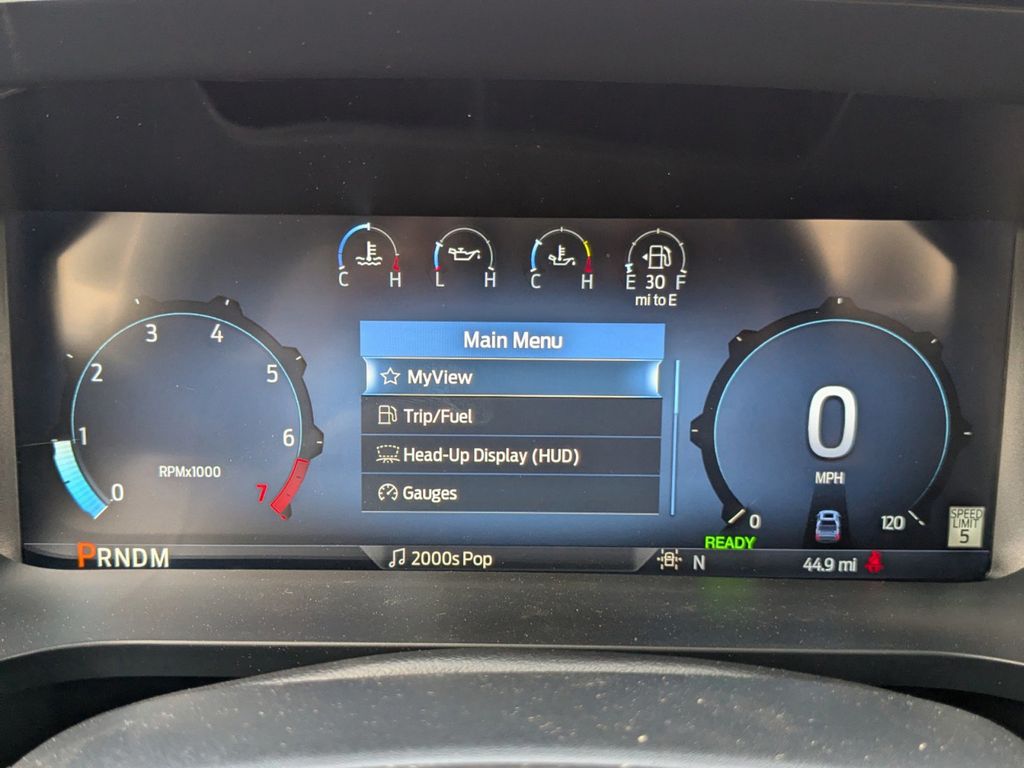 C H
L H
C H
E 30 F
mi to E
Main Menu
MyView
Trip/Fuel
Head-Up Display (HUD)
Gauges
0
1
2
3
4
5
6
7
RPMx1000
0
MPH
0
120
READY
SPEED
LIMIT
5
PRNDM
2000s Pop
N
44.9 mi